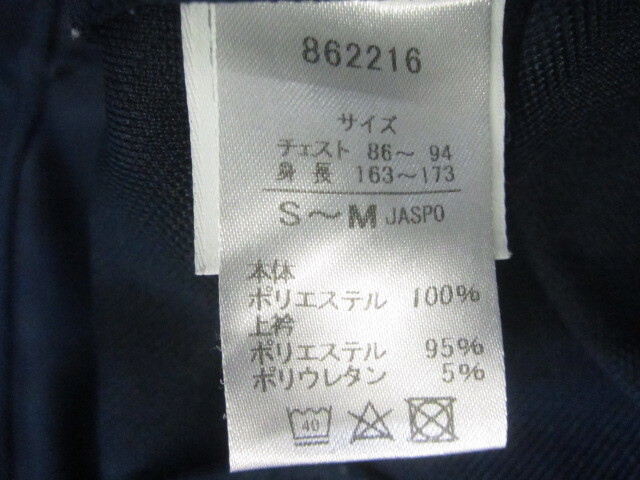 862216
サイズ
チェスト 86～ 94
身長 163～173
S～M JASPO
本体
ポリエステル 100%
上衿
ポリエステル 95%
ポリウレタン 5%
40